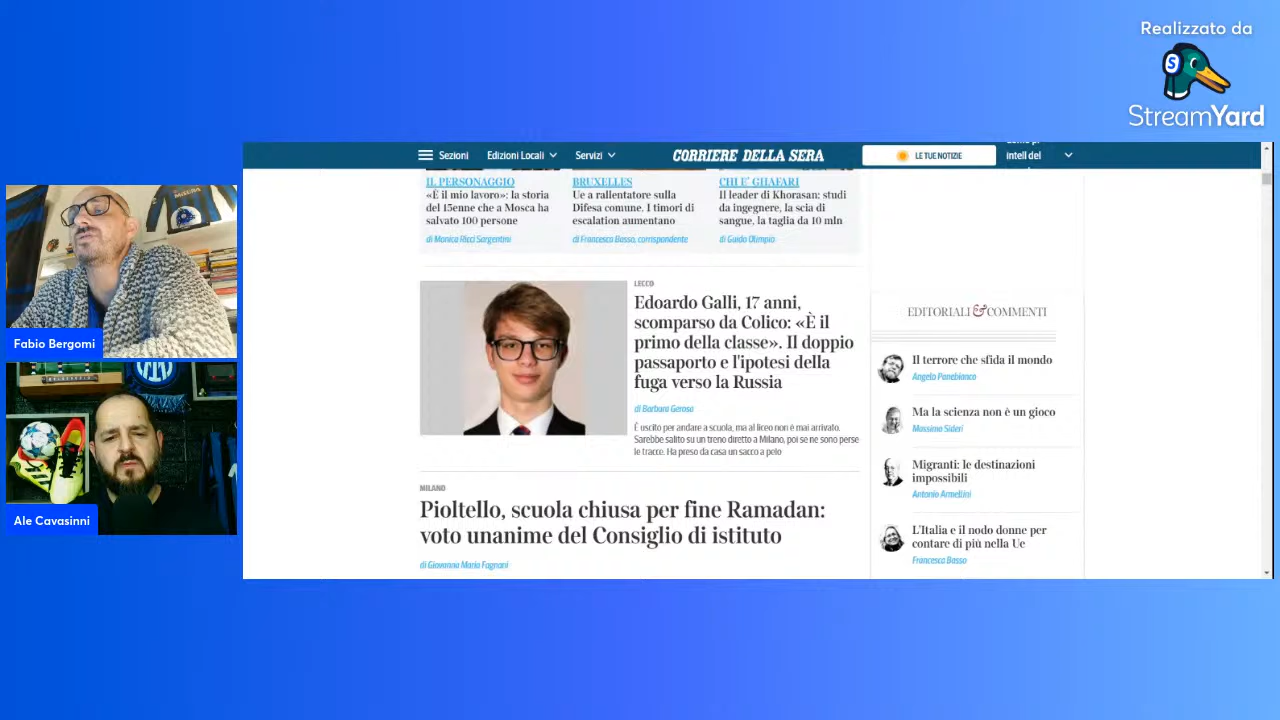 Realizzato da
StreamYard
Sezioni
Edizioni Locali
Servizi
CORRIERE DELLA SERA
LE TUE NOTIZIE
intell del
IL PERSONAGGIO
«È il mio lavoro»: la storia
del 15enne che a Mosca ha
salvato 100 persone
di Monica Ricci Sargentini
BRUXELLES
Ue a rallentatore sulla
Difesa comune. I timori di
escalation aumentano
di Francesca Basso, corrispondente
CHI E' GHAFARI
Il leader di Khorasan: studi
da ingegnere, la scia di
sangue, la taglia da 10 mln
di Guido Olimpio
LECCO
Edoardo Galli, 17 anni,
scomparso da Colico: «È il
primo della classe». Il doppio
passaporto e l'ipotesi della
fuga verso la Russia
di Barbara Gerosa
È uscito per andare a scuola, ma al liceo non è mai arrivato.
Sarebbe salito su un treno diretto a Milano, poi se ne sono perse
le tracce. Ha preso da casa un sacco a pelo
MILANO
Pioltello, scuola chiusa per fine Ramadan:
voto unanime del Consiglio di istituto
di Giovanna Maria Fagnani
EDITORIALI & COMMENTI
Il terrore che sfida il mondo
Angelo Panebianco
Ma la scienza non è un gioco
Massimo Sideri
Migranti: le destinazioni
impossibili
Antonio Armellini
L'Italia e il nodo donne per
contare di più nella Ue
Francesca Basso
Fabio Bergomi
Ale Cavasinni